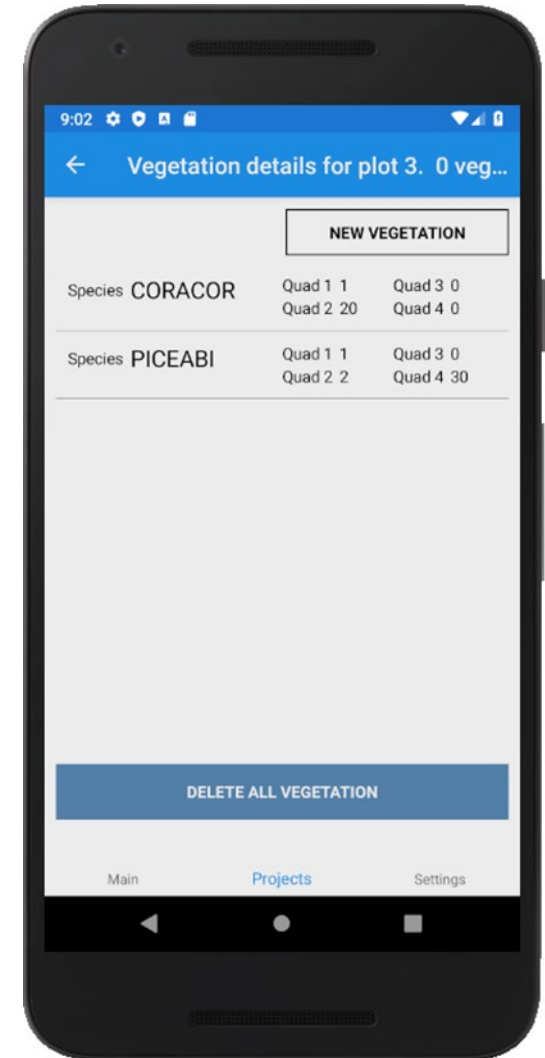 9:02
Vegetation details for plot 3. 0 veg...
NEW VEGETATION
Species CORACOR Quad 1 1 Quad 3 0
Quad 2 20 Quad 4 0
Species PICEABI Quad 1 1 Quad 3 0
Quad 2 2 Quad 4 30
DELETE ALL VEGETATION
Main Projects Settings